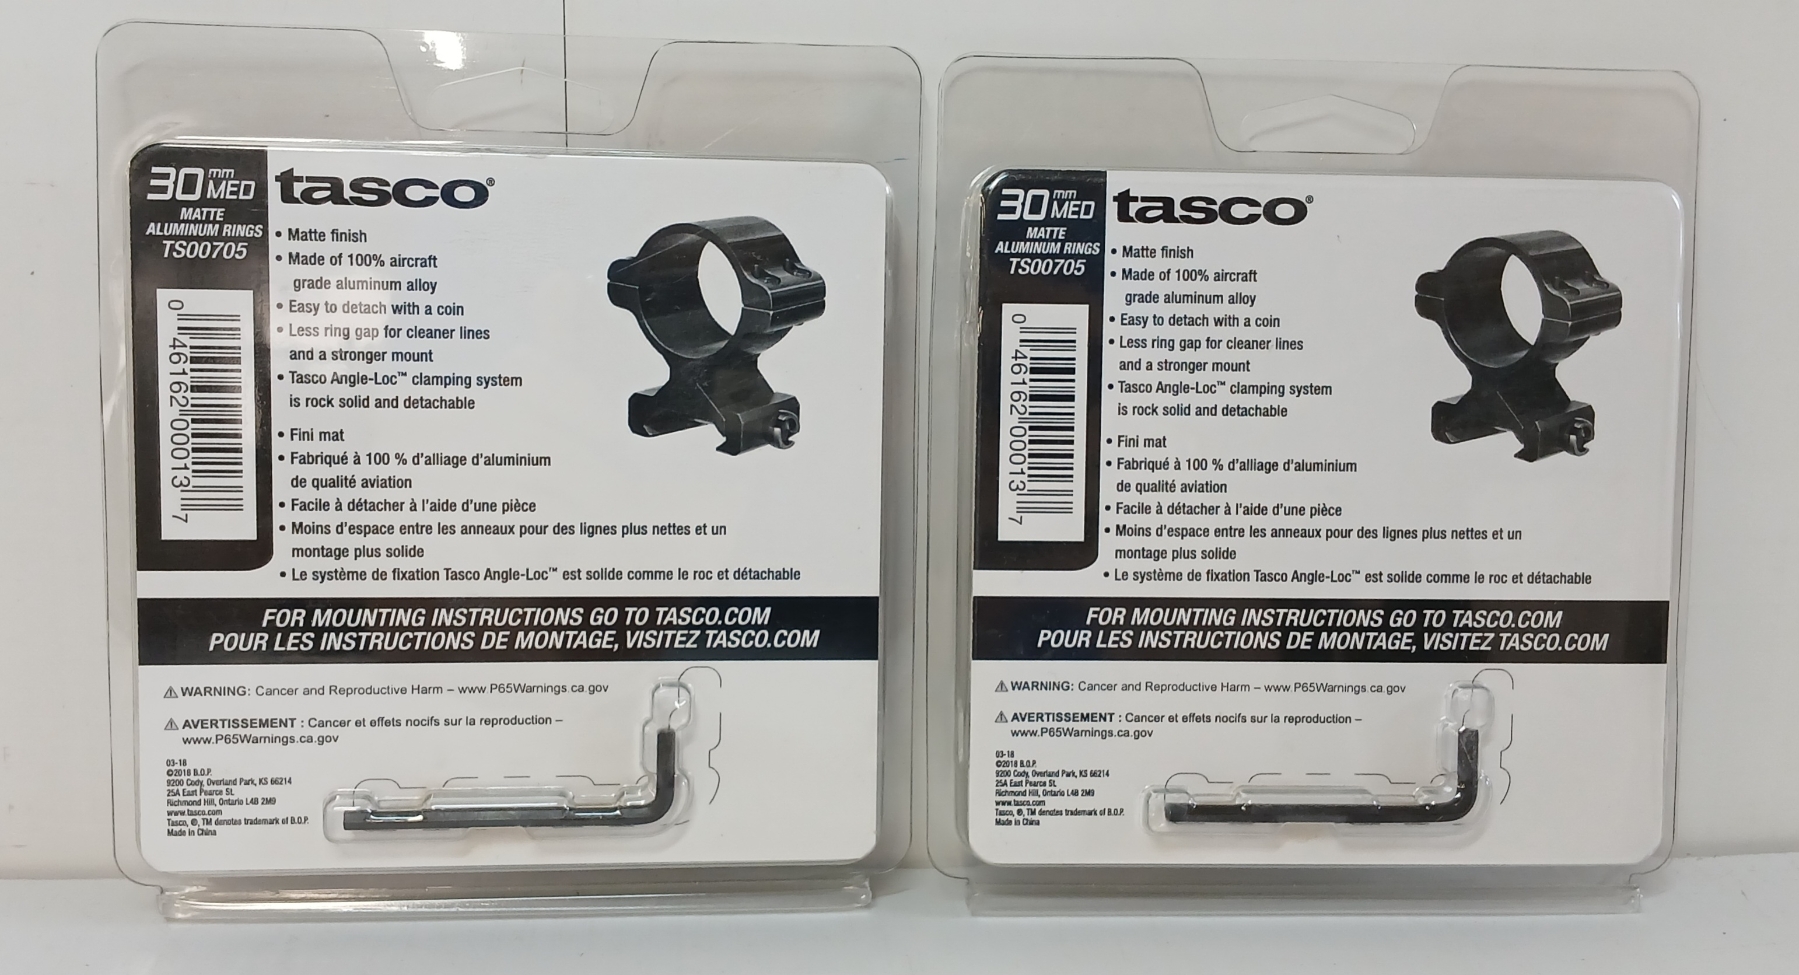 30 mm MED
MATTE
ALUMINUM RINGS
TS00705
0 46162 00013 7
tasco®
• Matte finish
• Made of 100% aircraft
grade aluminum alloy
• Easy to detach with a coin
• Less ring gap for cleaner lines
and a stronger mount
• Tasco Angle-Loc™ clamping system
is rock solid and detachable
• Fini mat
• Fabriqué à 100 % d'alliage d'aluminium
de qualité aviation
• Facile à détacher à l'aide d'une pièce
• Moins d'espace entre les anneaux pour des lignes plus nettes et un
montage plus solide
• Le système de fixation Tasco Angle-Loc™ est solide comme le roc et détachable
FOR MOUNTING INSTRUCTIONS GO TO TASCO.COM
POUR LES INSTRUCTIONS DE MONTAGE, VISITEZ TASCO.COM
⚠ WARNING: Cancer and Reproductive Harm – www.P65Warnings.ca.gov
⚠ AVERTISSEMENT : Cancer et effets nocifs sur la reproduction –
www.P65Warnings.ca.gov
03-18
©2018 B.O.P.
9200 Cody, Overland Park, KS 66214
25A East Pearce St.
Richmond Hill, Ontario L4B 2M9
www.tasco.com
Tasco, ®, TM denotes trademark of B.O.P.
Made in China
30 mm MED
MATTE
ALUMINUM RINGS
TS00705
0 46162 00013 7
tasco®
• Matte finish
• Made of 100% aircraft
grade aluminum alloy
• Easy to detach with a coin
• Less ring gap for cleaner lines
and a stronger mount
• Tasco Angle-Loc™ clamping system
is rock solid and detachable
• Fini mat
• Fabriqué à 100 % d'alliage d'aluminium
de qualité aviation
• Facile à détacher à l'aide d'une pièce
• Moins d'espace entre les anneaux pour des lignes plus nettes et un
montage plus solide
• Le système de fixation Tasco Angle-Loc™ est solide comme le roc et détachable
FOR MOUNTING INSTRUCTIONS GO TO TASCO.COM
POUR LES INSTRUCTIONS DE MONTAGE, VISITEZ TASCO.COM
⚠ WARNING: Cancer and Reproductive Harm – www.P65Warnings.ca.gov
⚠ AVERTISSEMENT : Cancer et effets nocifs sur la reproduction –
www.P65Warnings.ca.gov
03-18
©2018 B.O.P.
9200 Cody, Overland Park, KS 66214
25A East Pearce St.
Richmond Hill, Ontario L4B 2M9
www.tasco.com
Tasco, ®, TM denotes trademark of B.O.P.
Made in China